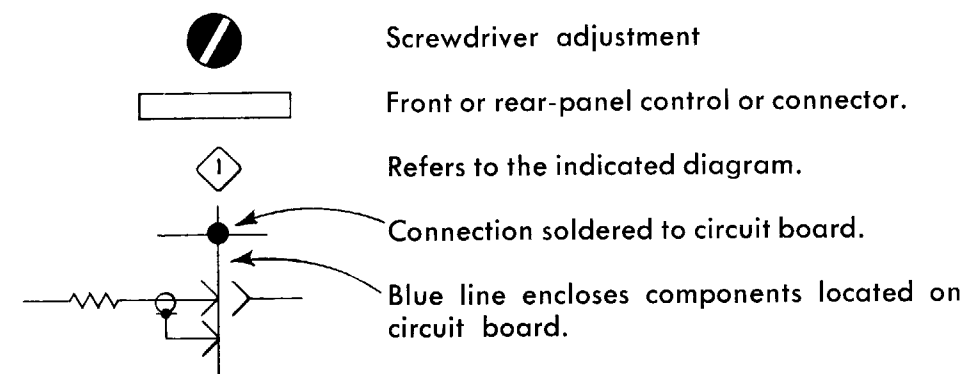 Screwdriver adjustment
Front or rear-panel control or connector.
1
Refers to the indicated diagram.
Connection soldered to circuit board.
Blue line encloses components located on
circuit board.